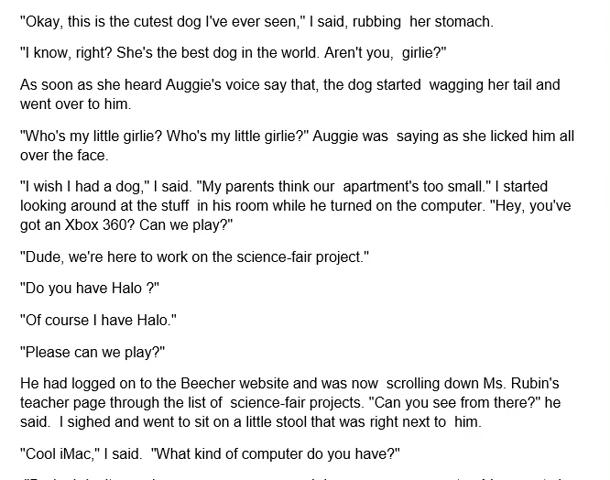 "Okay, this is the cutest dog I've ever seen," I said, rubbing her stomach.
"I know, right? She's the best dog in the world. Aren't you, girlie?"
As soon as she heard Auggie's voice say that, the dog started wagging her tail and
went over to him.
"Who's my little girlie? Who's my little girlie?" Auggie was saying as she licked him all
over the face.
"I wish I had a dog," I said. "My parents think our apartment's too small." I started
looking around at the stuff in his room while he turned on the computer. "Hey, you've
got an Xbox 360? Can we play?"
"Dude, we're here to work on the science-fair project."
"Do you have Halo ?"
"Of course I have Halo."
"Please can we play?"
He had logged on to the Beecher website and was now scrolling down Ms. Rubin's
teacher page through the list of science-fair projects. "Can you see from there?" he
said. I sighed and went to sit on a little stool that was right next to him.
"Cool iMac," I said. "What kind of computer do you have?"